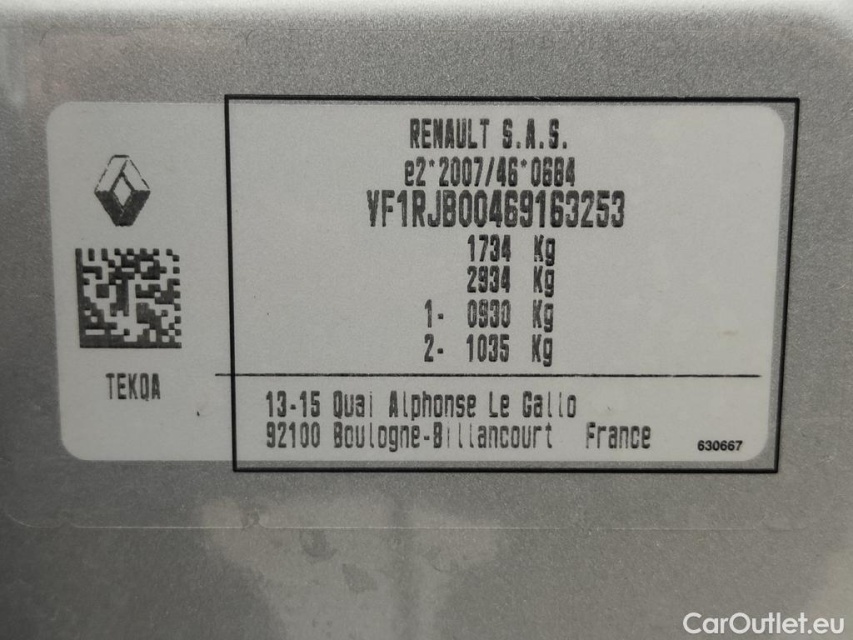 RENAULT S.A.S.
e2*2007/46*0684
VF1RJB00469163253
1734 Kg
2934 Kg
1- 0930 Kg
2- 1035 Kg
TEKQA
13-15 Quai Alphonse Le Gallo
92100 Boulogne-Billancourt France
630667
CarOutlet.eu